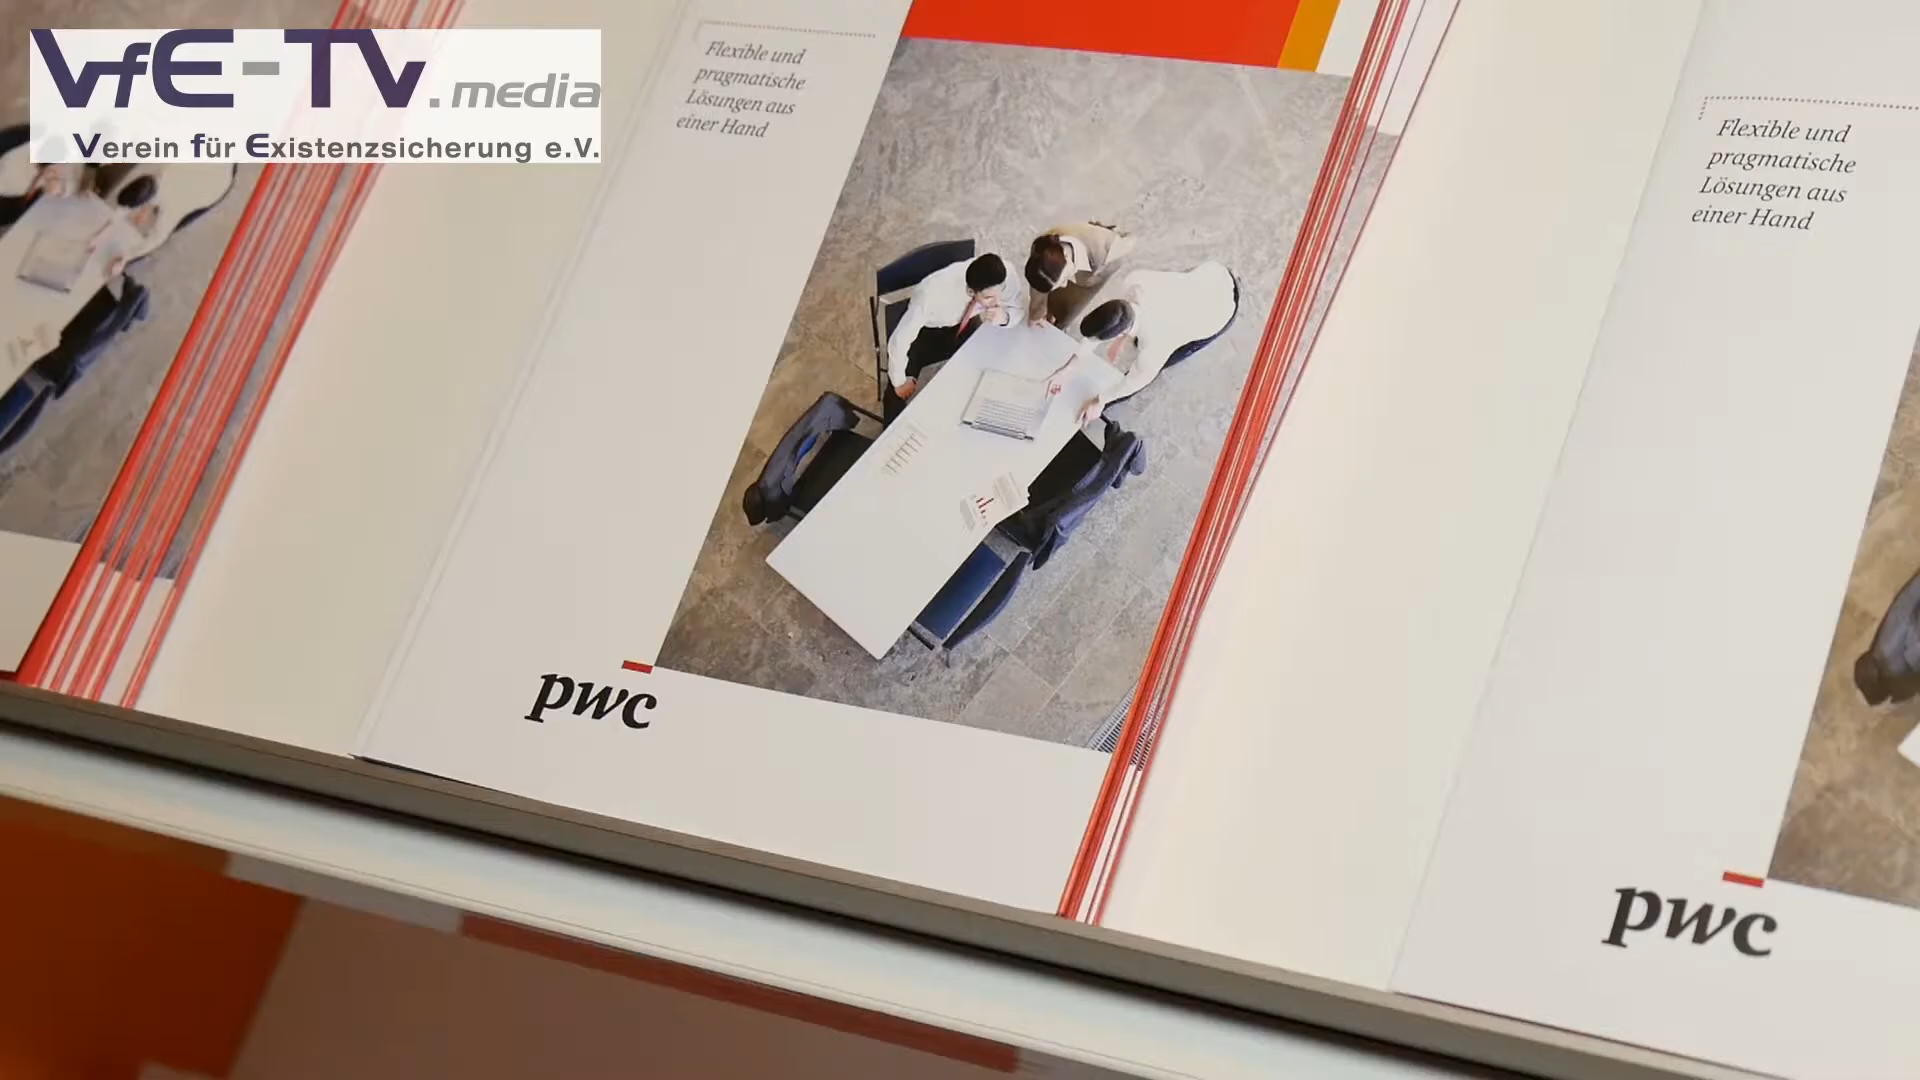 VfE-TV.media
Verein für Existenzsicherung e.V.
Flexible und
pragmatische
Lösungen aus
einer Hand
pwc
Flexible und
pragmatische
Lösungen aus
einer Hand
pwc